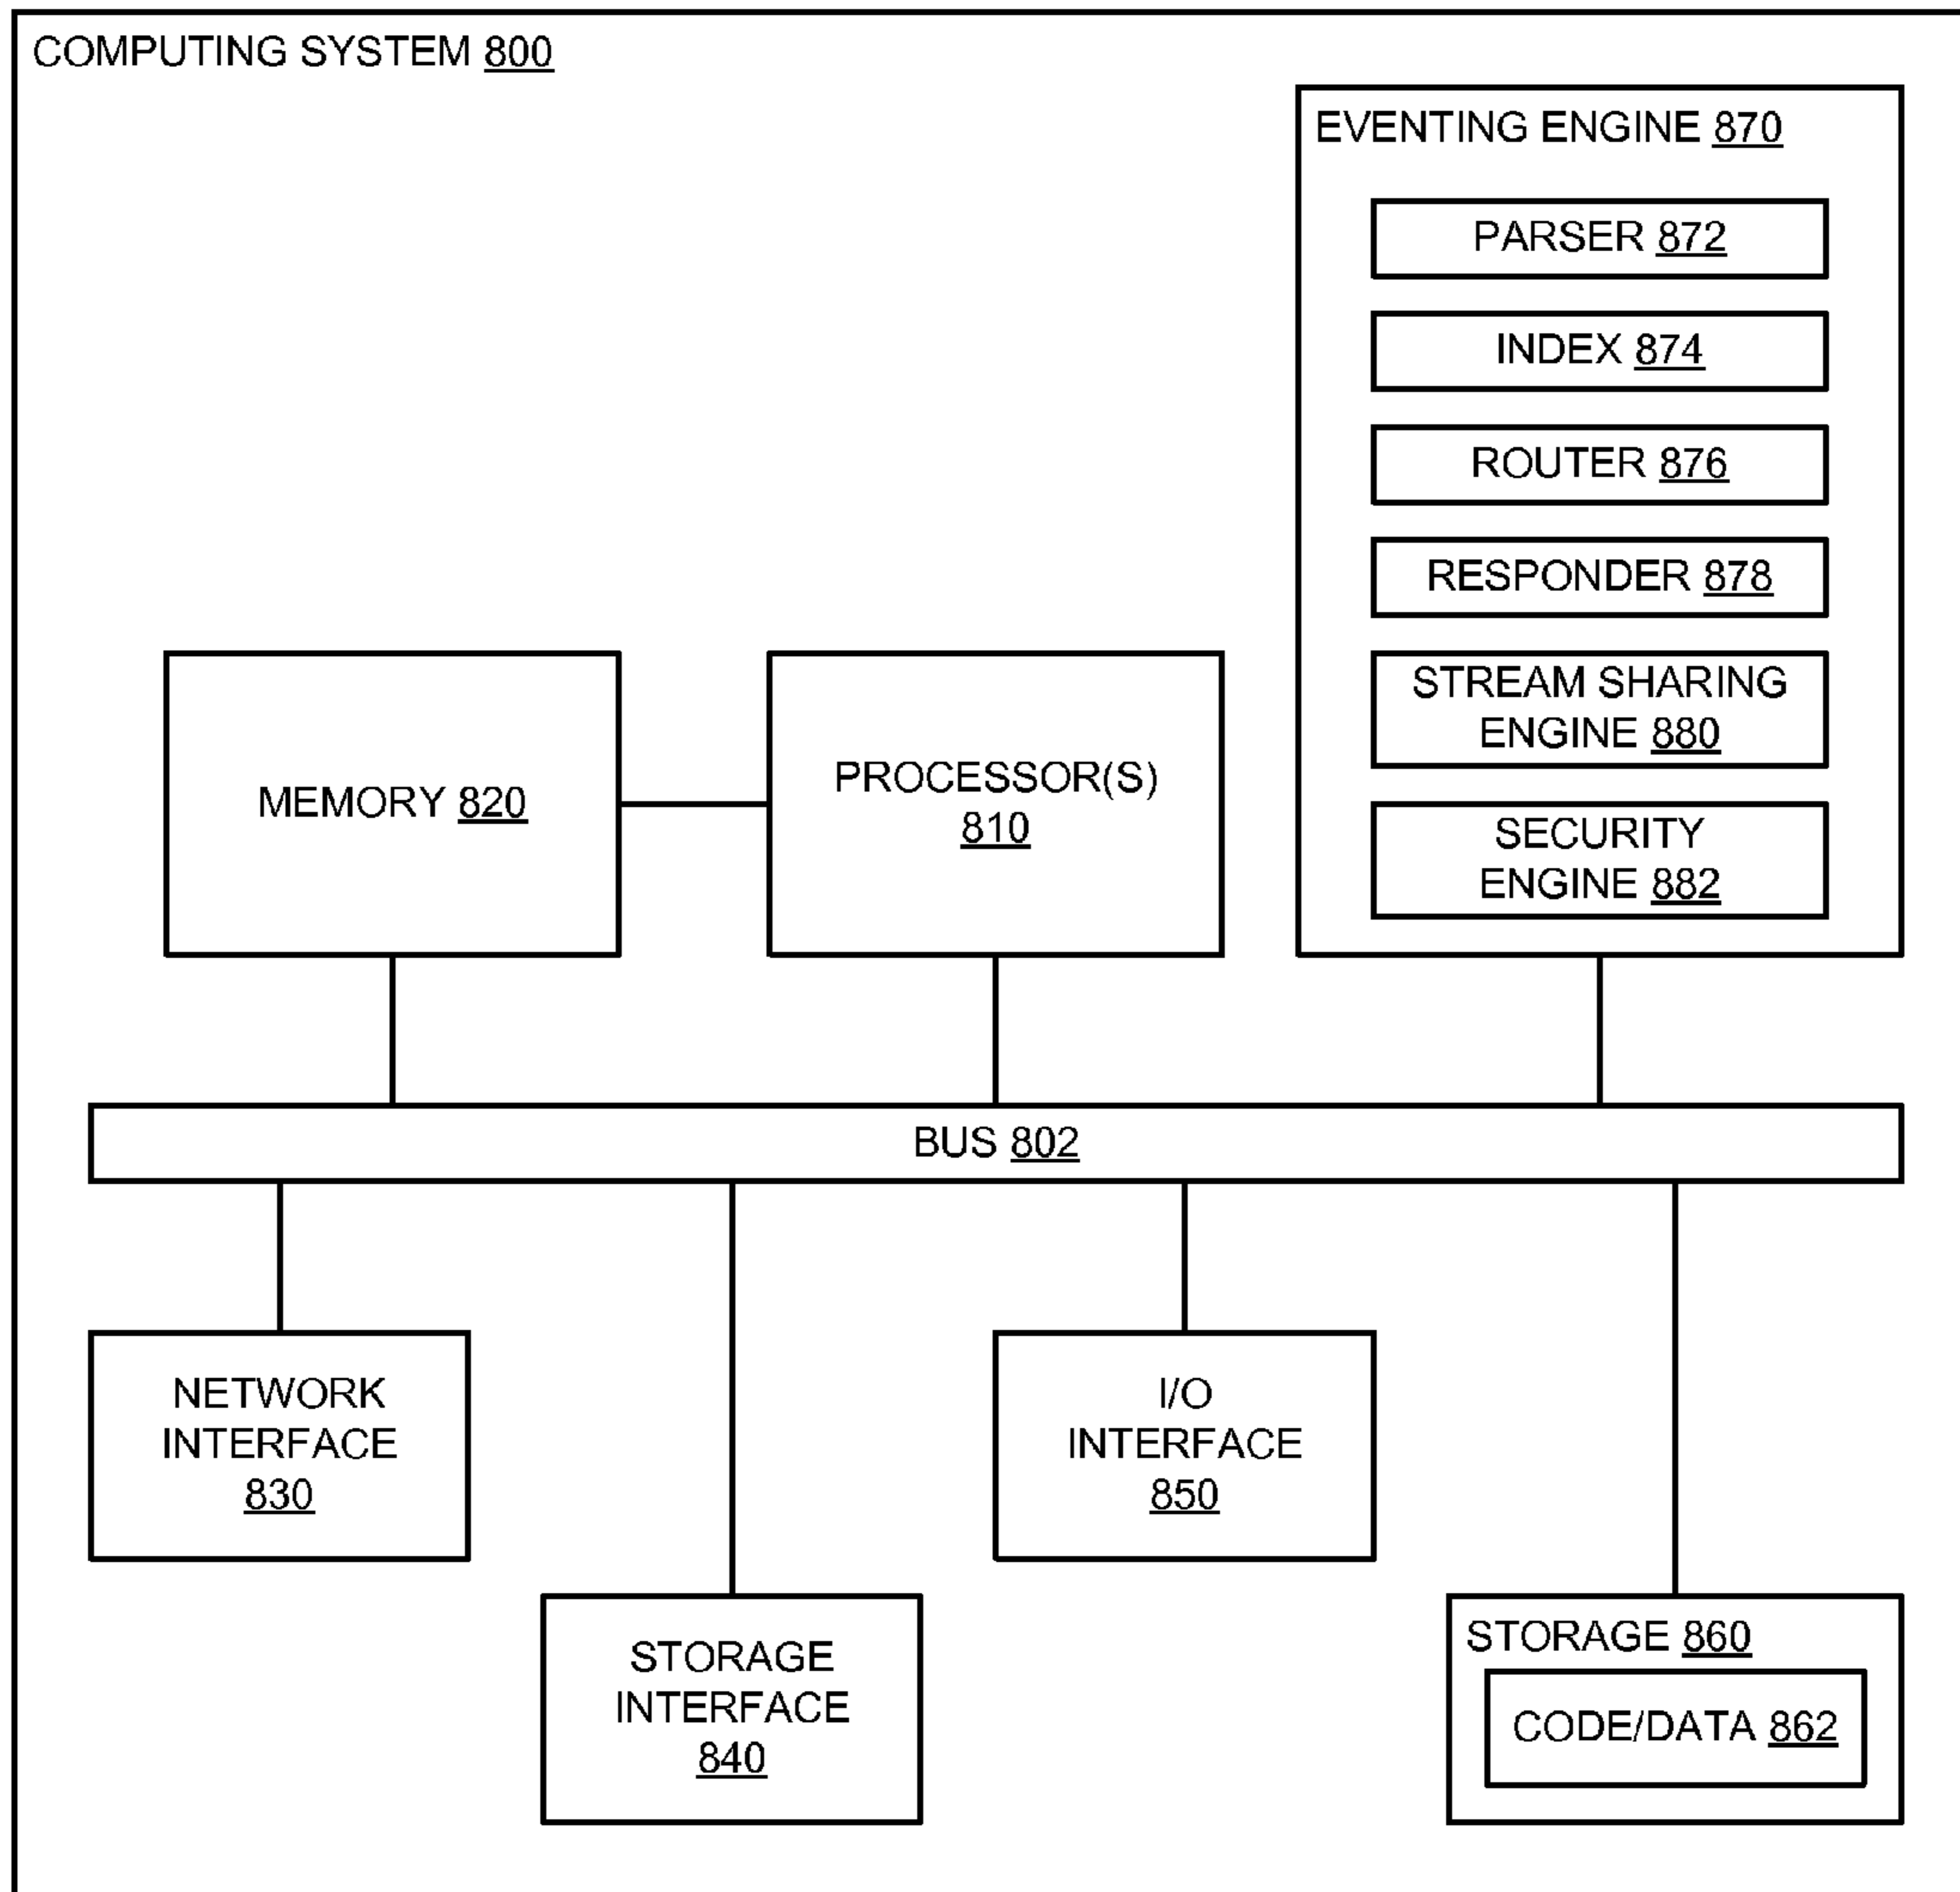 COMPUTING SYSTEM 800
EVENTING ENGINE 870
PARSER 872
INDEX 874
ROUTER 876
RESPONDER 878
STREAM SHARING
ENGINE 880
SECURITY
ENGINE 882
MEMORY 820
PROCESSOR(S)
810
BUS 802
NETWORK
INTERFACE
830
I/O
INTERFACE
850
STORAGE
INTERFACE
840
STORAGE 860
CODE/DATA 862